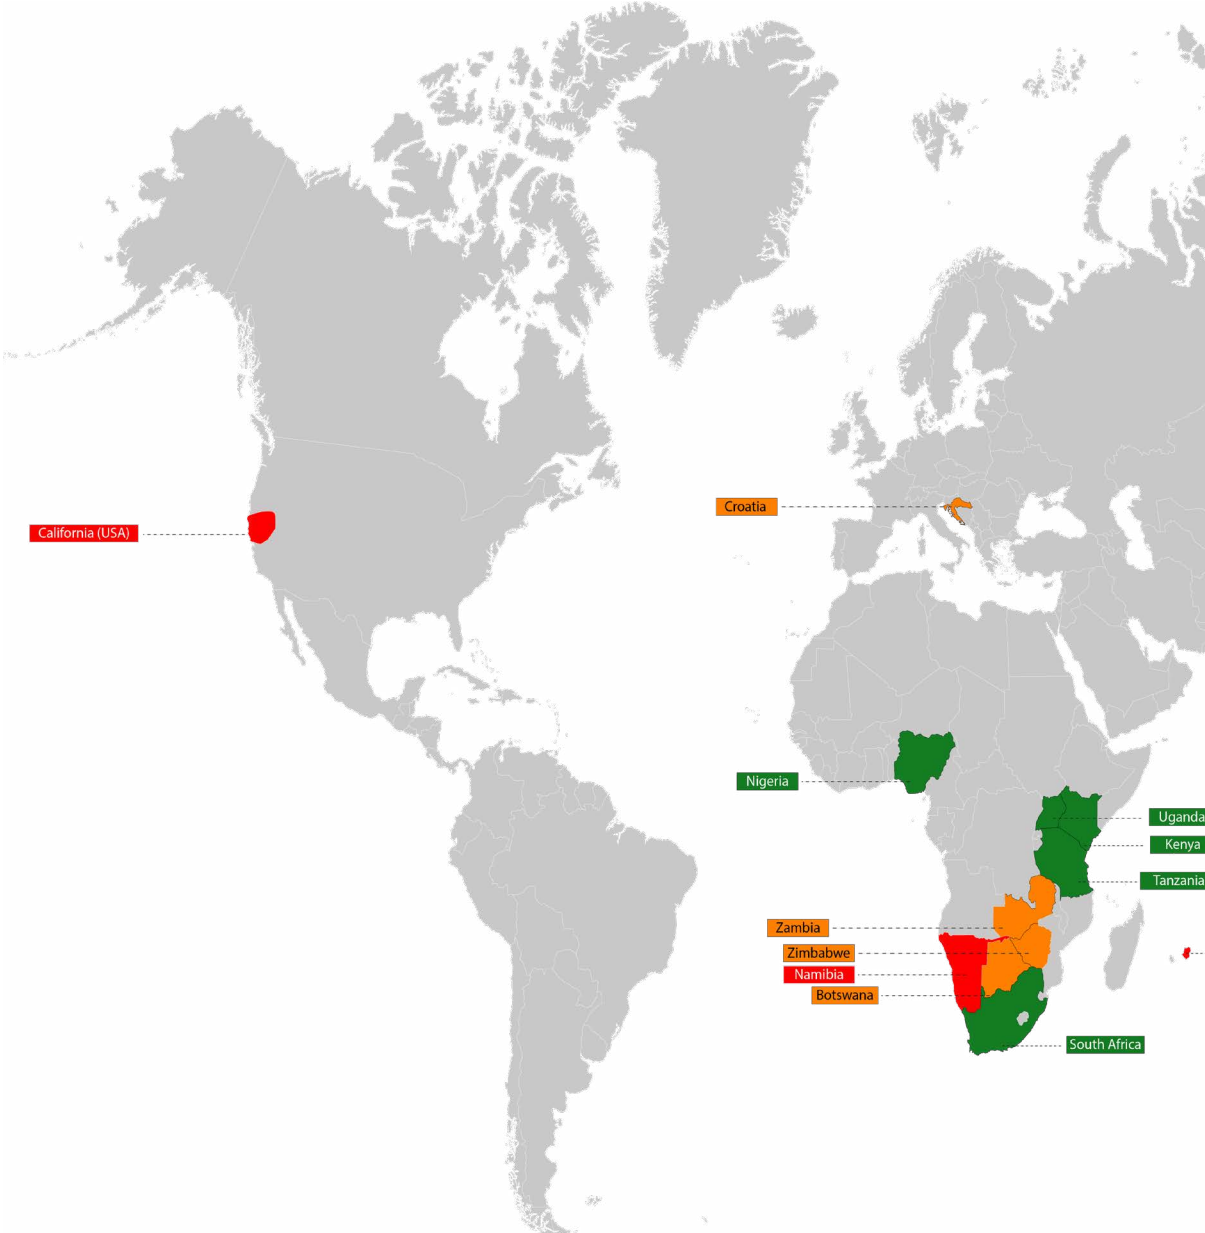 Croatia
California (USA)
Nigeria
Uganda
Kenya
Tanzania
Zambia
Zimbabwe
Namibia
Botswana
South Africa